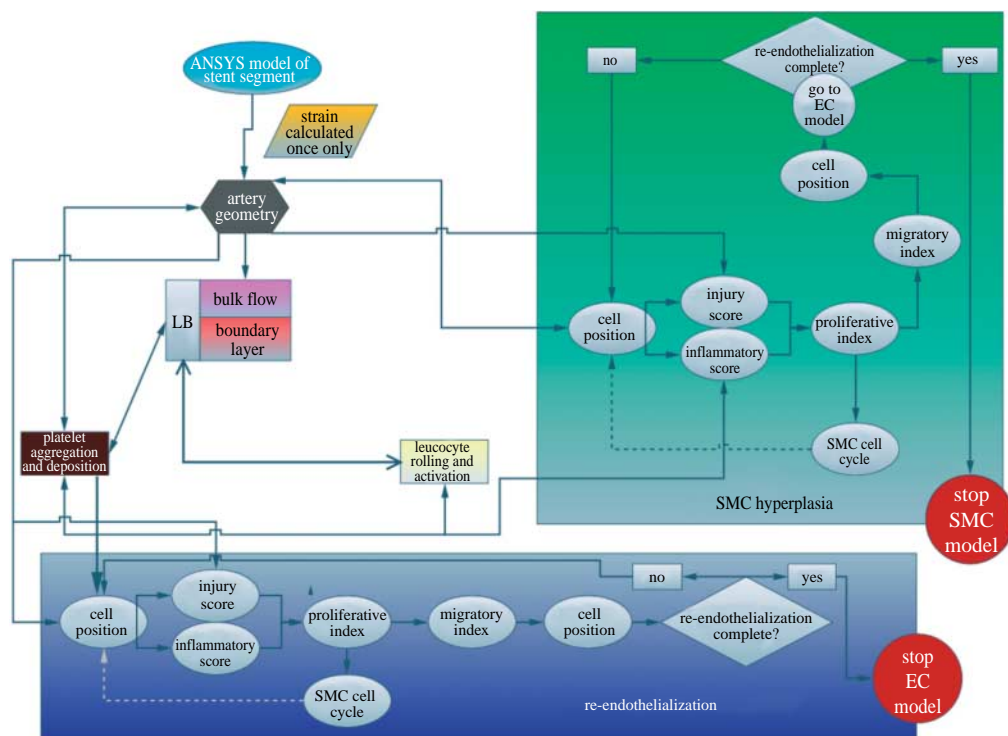 ANSYS model of
stent segment
strain
calculated
once only
artery
geometry
LB
bulk flow
boundary
layer
platelet
aggregation
and deposition
leucocyte
rolling and
activation
no
re-endothelialization
complete?
yes
go to
EC
model
cell
position
migratory
index
cell
position
injury
score
inflammatory
score
proliferative
index
SMC cell
cycle
SMC hyperplasia
stop
SMC
model
cell
position
injury
score
inflammatory
score
proliferative
index
SMC cell
cycle
migratory
index
cell
position
no
yes
re-endothelialization
complete?
re-endothelialization
stop
EC
model